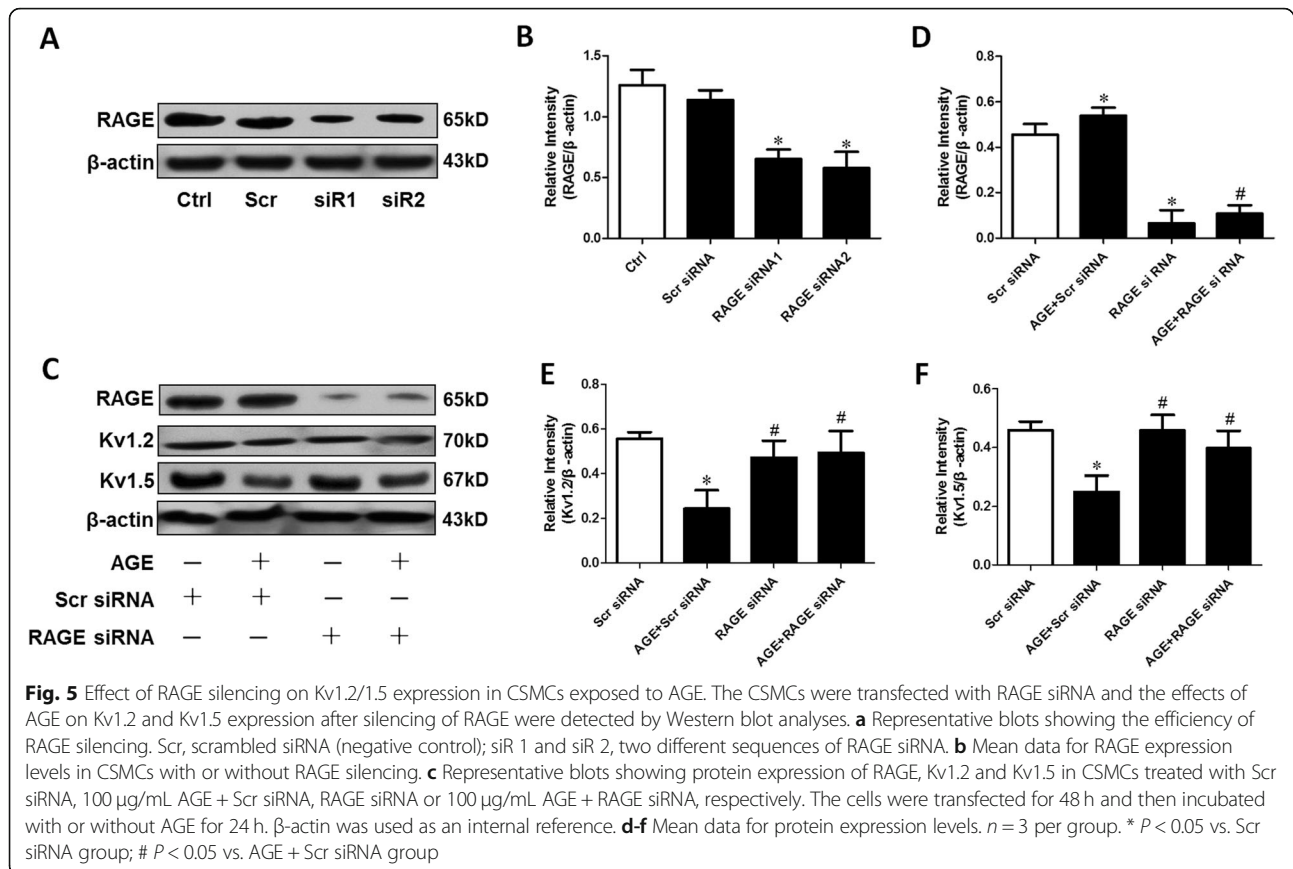 A
RAGE
65kD
β-actin
43kD
Ctrl Scr siR1 siR2
B
Relative Intensity
(RAGE/β -actin)
1.5
1.0
0.5
0.0
* *
Ctrl
Scr siRNA
RAGE siRNA1
RAGE siRNA2
D
Relative Intensity
(RAGE/β -actin)
0.8
0.6
0.4
0.2
0.0
* * #
Scr siRNA
AGE+Scr siRNA
RAGE si RNA
AGE+RAGE si RNA
C
RAGE
65kD
Kv1.2
70kD
Kv1.5
67kD
β-actin
43kD
AGE − + − +
Scr siRNA + + − −
RAGE siRNA − − + +
E
Relative Intensity
(Kv1.2/β -actin)
0.8
0.6
0.4
0.2
0.0
* # #
Scr siRNA
AGE+Scr siRNA
RAGE siRNA
AGE+RAGE siRNA
F
Relative Intensity
(Kv1.5/β -actin)
0.6
0.4
0.2
0.0
* # #
Scr siRNA
AGE+Scr siRNA
RAGE siRNA
AGE+RAGE siRNA
Fig. 5 Effect of RAGE silencing on Kv1.2/1.5 expression in CSMCs exposed to AGE. The CSMCs were transfected with RAGE siRNA and the effects of
AGE on Kv1.2 and Kv1.5 expression after silencing of RAGE were detected by Western blot analyses. a Representative blots showing the efficiency of
RAGE silencing. Scr, scrambled siRNA (negative control); siR 1 and siR 2, two different sequences of RAGE siRNA. b Mean data for RAGE expression
levels in CSMCs with or without RAGE silencing. c Representative blots showing protein expression of RAGE, Kv1.2 and Kv1.5 in CSMCs treated with Scr
siRNA, 100 μg/mL AGE + Scr siRNA, RAGE siRNA or 100 μg/mL AGE + RAGE siRNA, respectively. The cells were transfected for 48 h and then incubated
with or without AGE for 24 h. β-actin was used as an internal reference. d-f Mean data for protein expression levels. n = 3 per group. * P < 0.05 vs. Scr
siRNA group; # P < 0.05 vs. AGE + Scr siRNA group